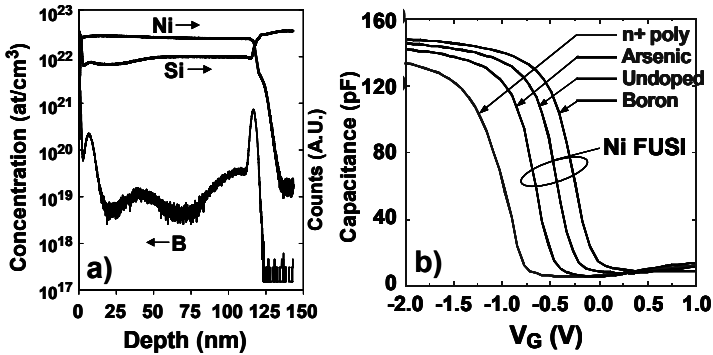 Concentration (at/cm³)
10²³
10²²
10²¹
10²⁰
10¹⁹
10¹⁸
10¹⁷
Ni →
Si →
← B
a)
0 25 50 75 100 125 150
Depth (nm)
Counts (A.U.)
Capacitance (pF)
160
120
80
40
0
n+ poly
Arsenic
Undoped
Boron
Ni FUSI
b)
-2.0 -1.5 -1.0 -0.5 0.0 0.5 1.0
V_G (V)